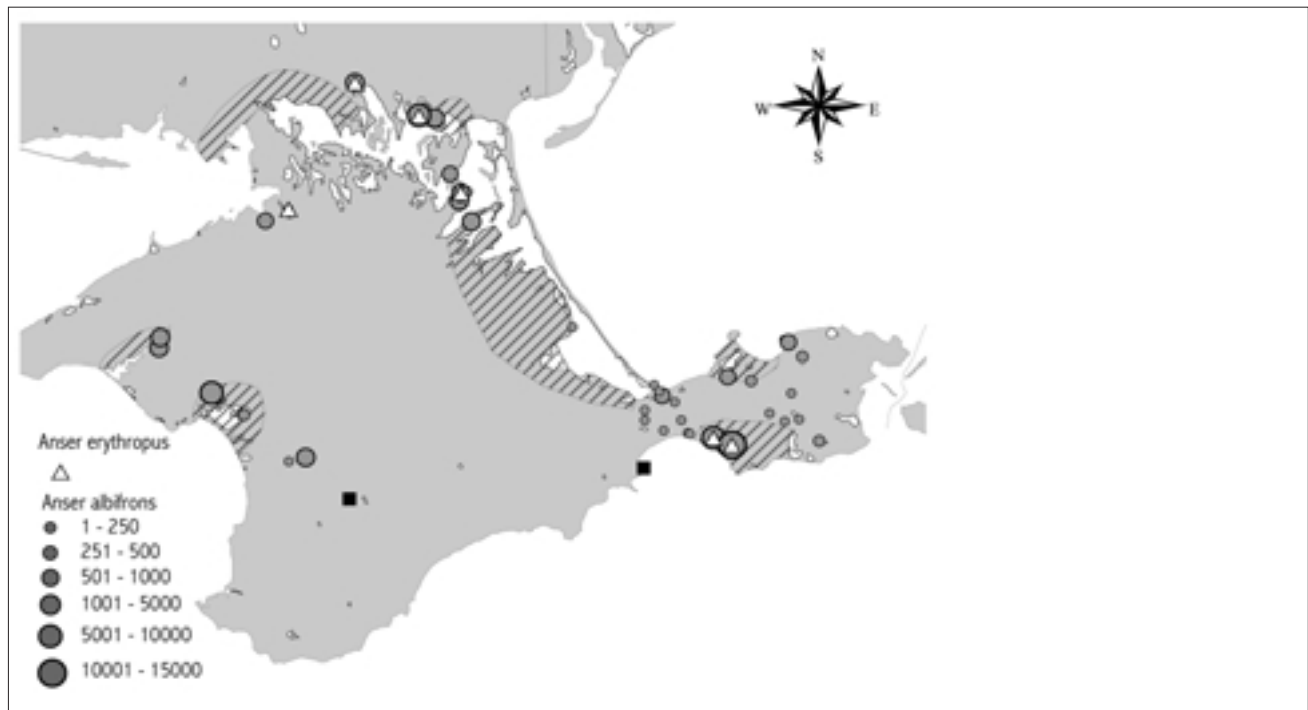 N
W E
S
Anser erythropus
Anser albifrons
1 - 250
251 - 500
501 - 1000
1001 - 5000
5001 - 10000
10001 - 15000